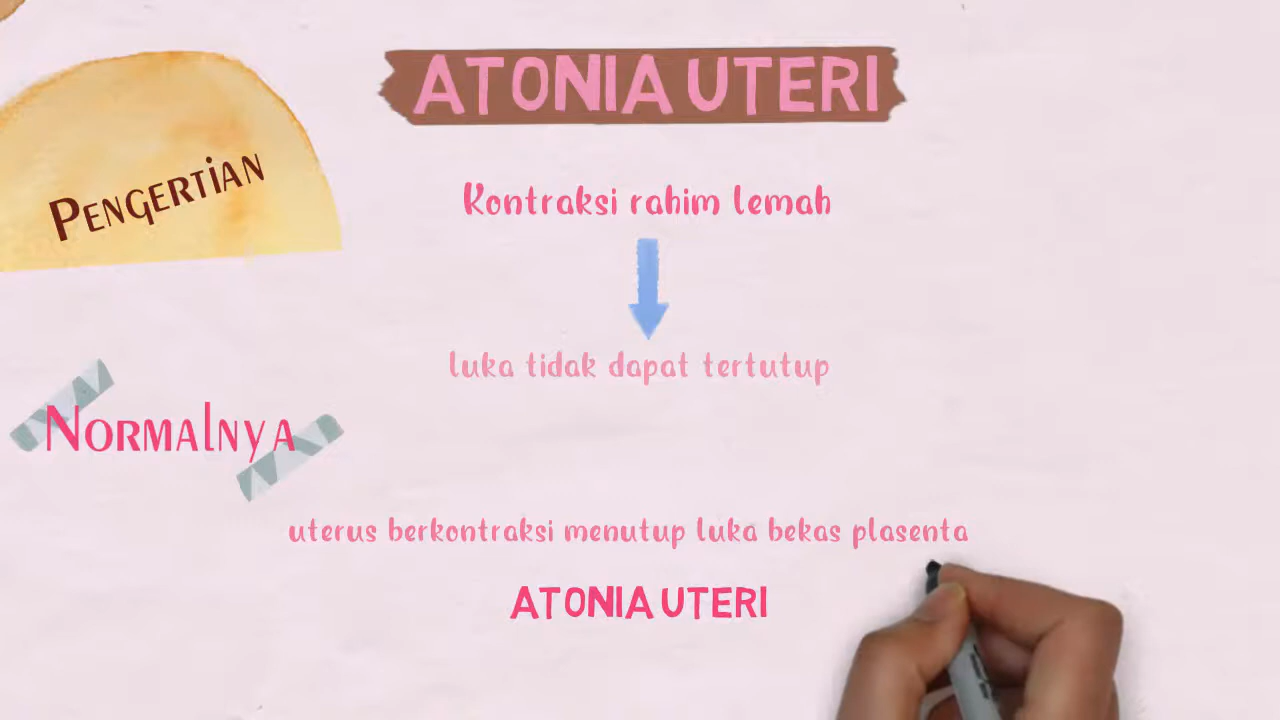 ATONIA UTERI
PENGERTIAN
Kontraksi rahim lemah
luka tidak dapat tertutup
NORMALNYA
uterus berkontraksi menutup luka bekas plasenta
ATONIA UTERI